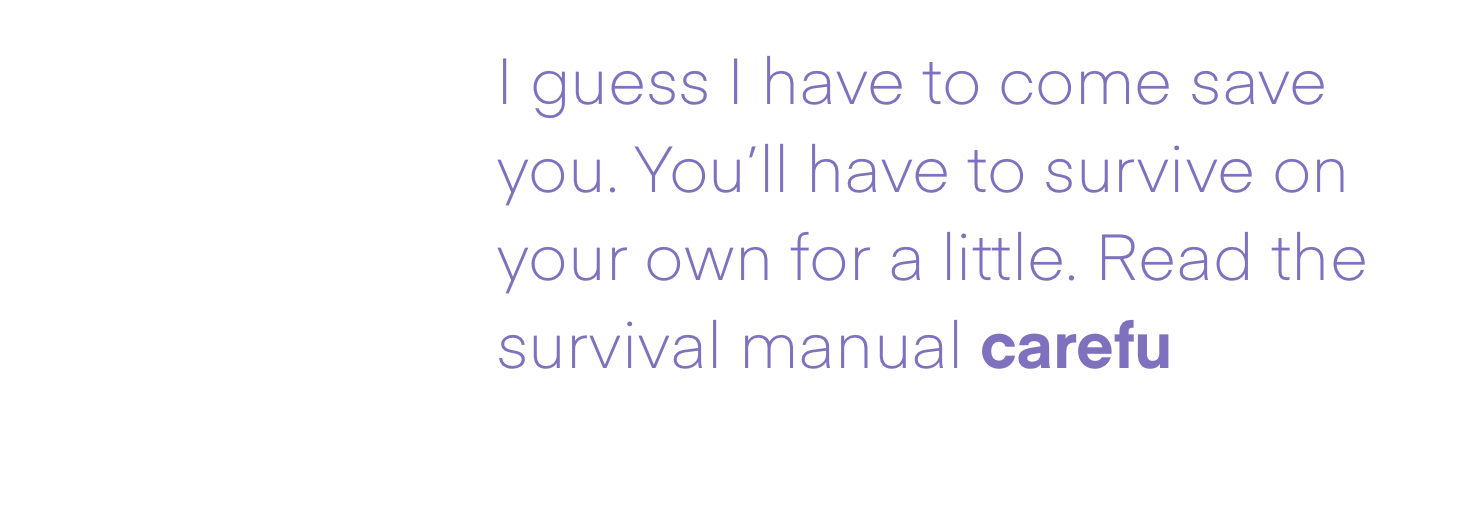 I guess I have to come save
you. You’ll have to survive on
your own for a little. Read the
survival manual carefu